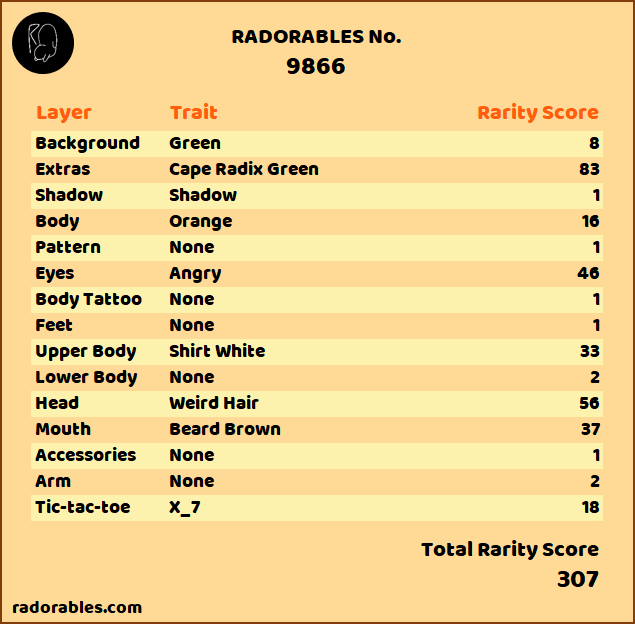 RADORABLES No.
9866
Layer Trait Rarity Score
Background Green 8
Extras Cape Radix Green 83
Shadow Shadow 1
Body Orange 16
Pattern None 1
Eyes Angry 46
Body Tattoo None 1
Feet None 1
Upper Body Shirt White 33
Lower Body None 2
Head Weird Hair 56
Mouth Beard Brown 37
Accessories None 1
Arm None 2
Tic-tac-toe X_7 18
Total Rarity Score
307
radorables.com